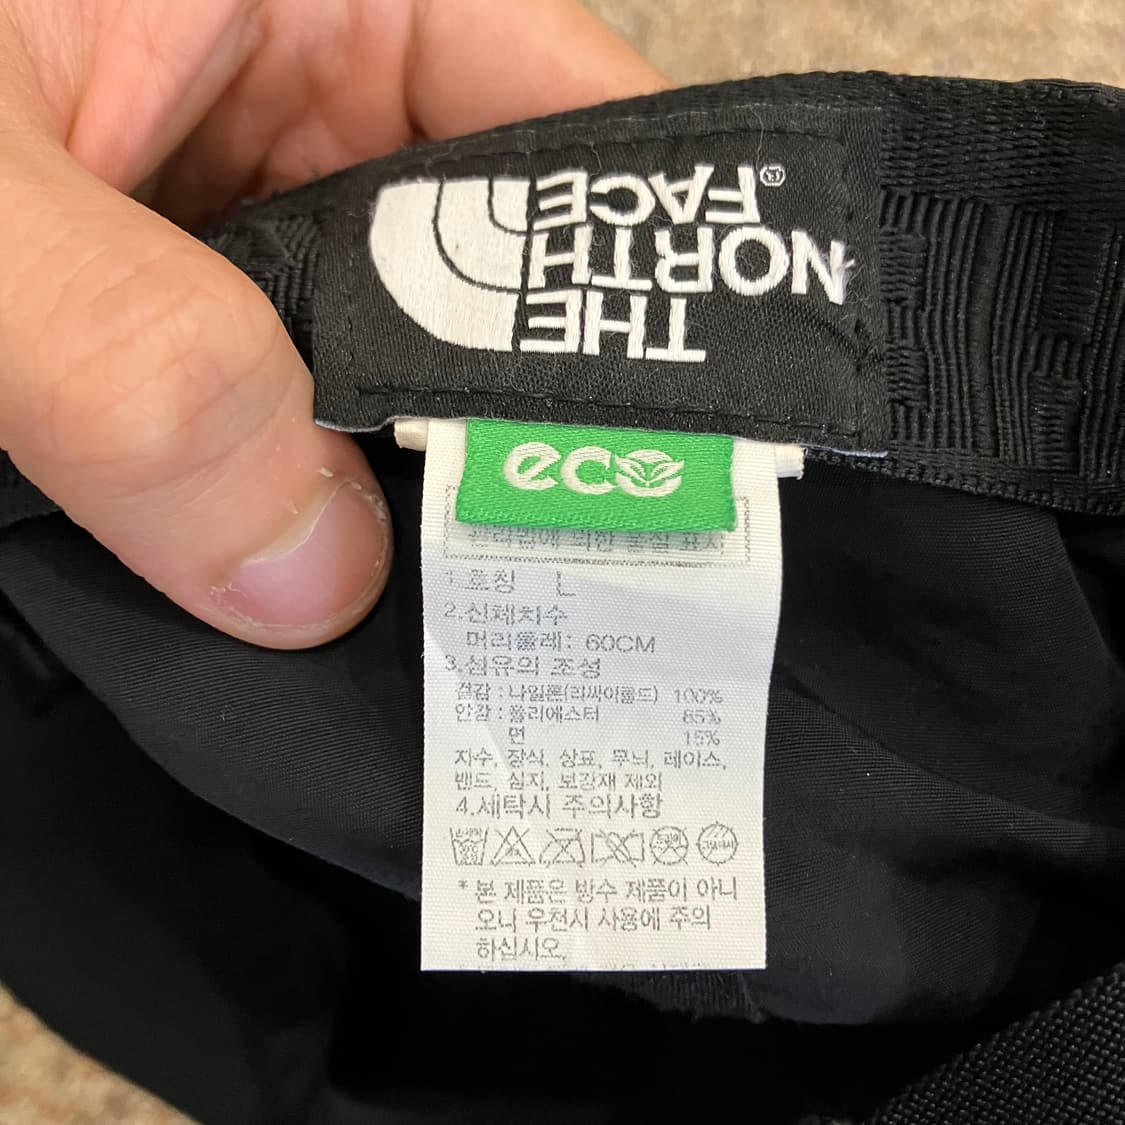 THE
NORTH
FACE®
eco
1.호칭 L
2.신체치수
머리둘레: 60CM
3.섬유의 조성
겉감 : 나일론(리싸이클드) 100%
안감 : 폴리에스터 85%
면 15%
자수, 장식, 상표, 무늬, 레이스,
밴드, 심지, 보강재 제외
4.세탁시 주의사항
* 본 제품은 방수 제품이 아니
오니 우천시 사용에 주의
하십시오.